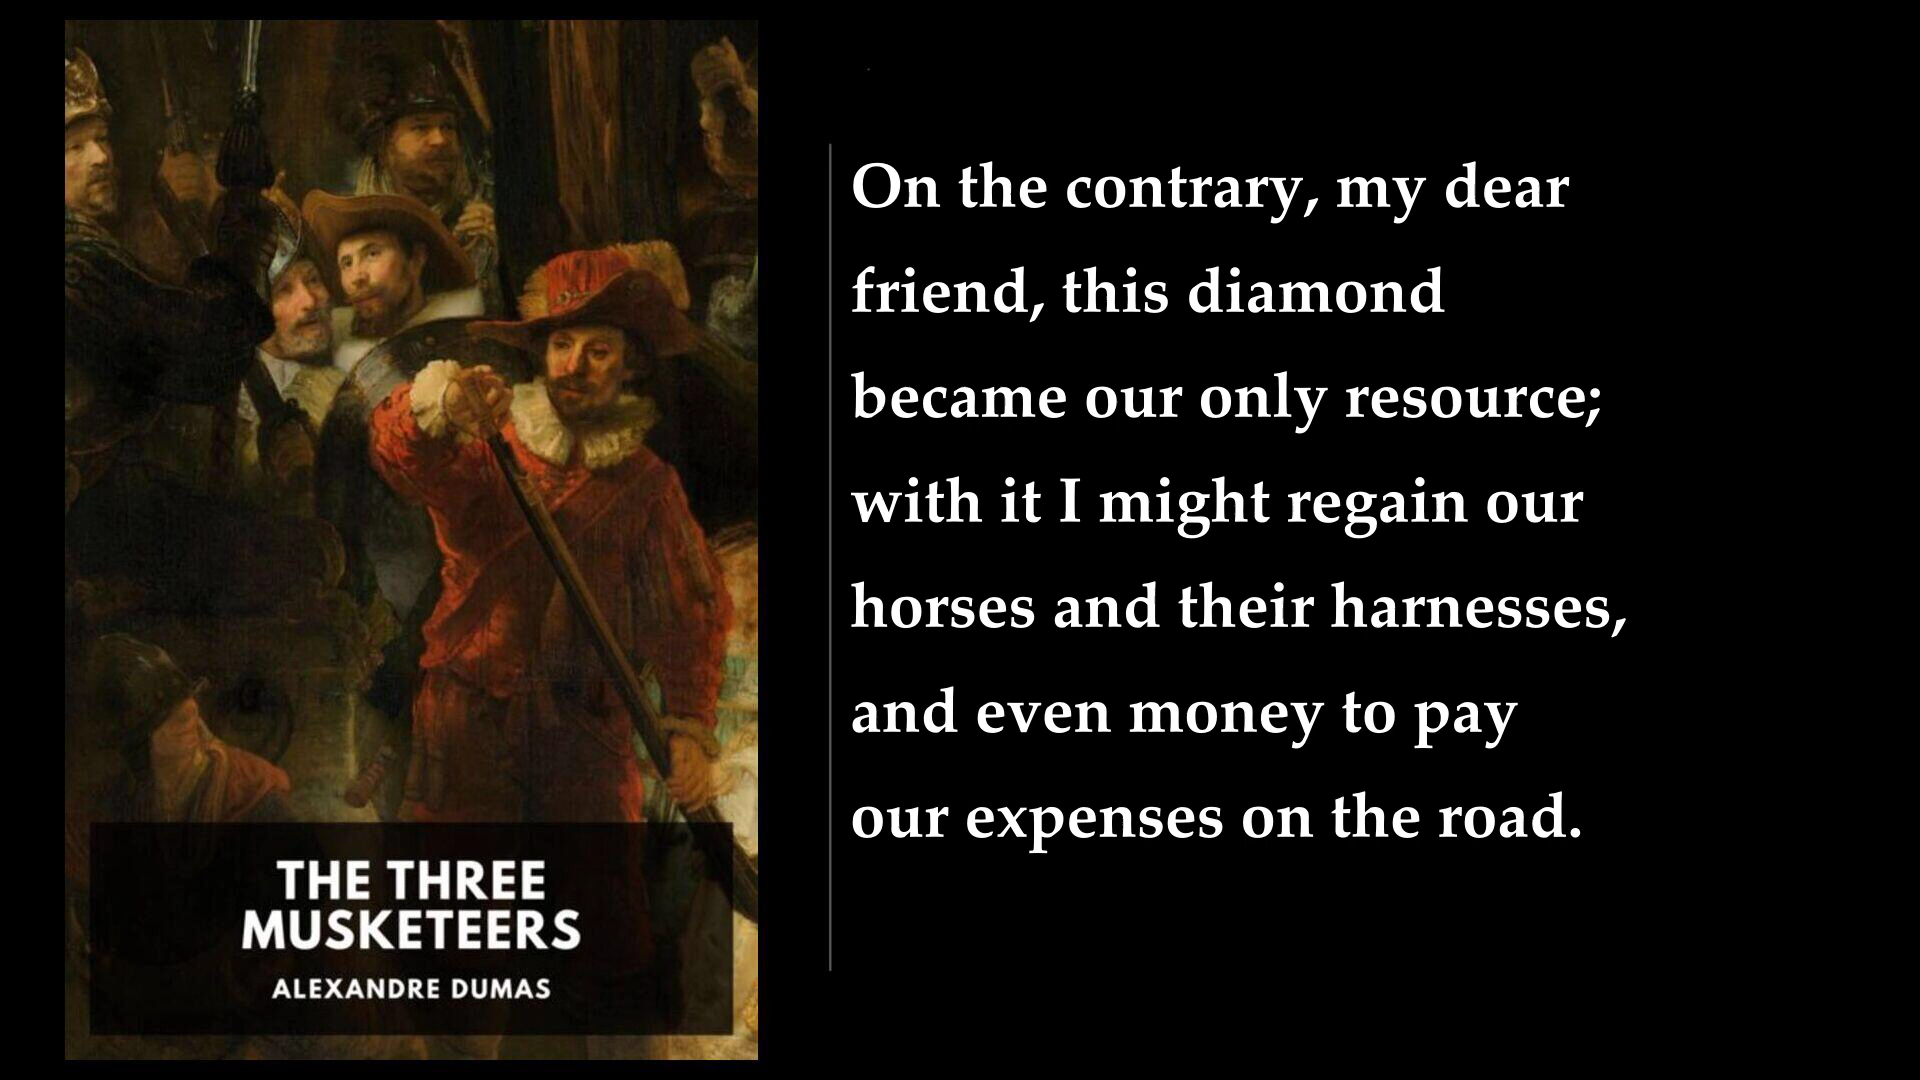 On the contrary, my dear
friend, this diamond
became our only resource;
with it I might regain our
horses and their harnesses,
and even money to pay
our expenses on the road.
THE THREE
MUSKETEERS
ALEXANDRE DUMAS